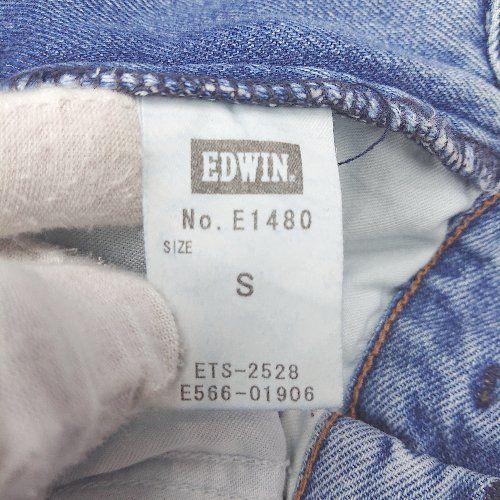 EDWIN.
No. E1480
SIZE
S
ETS-2528
E566-01906